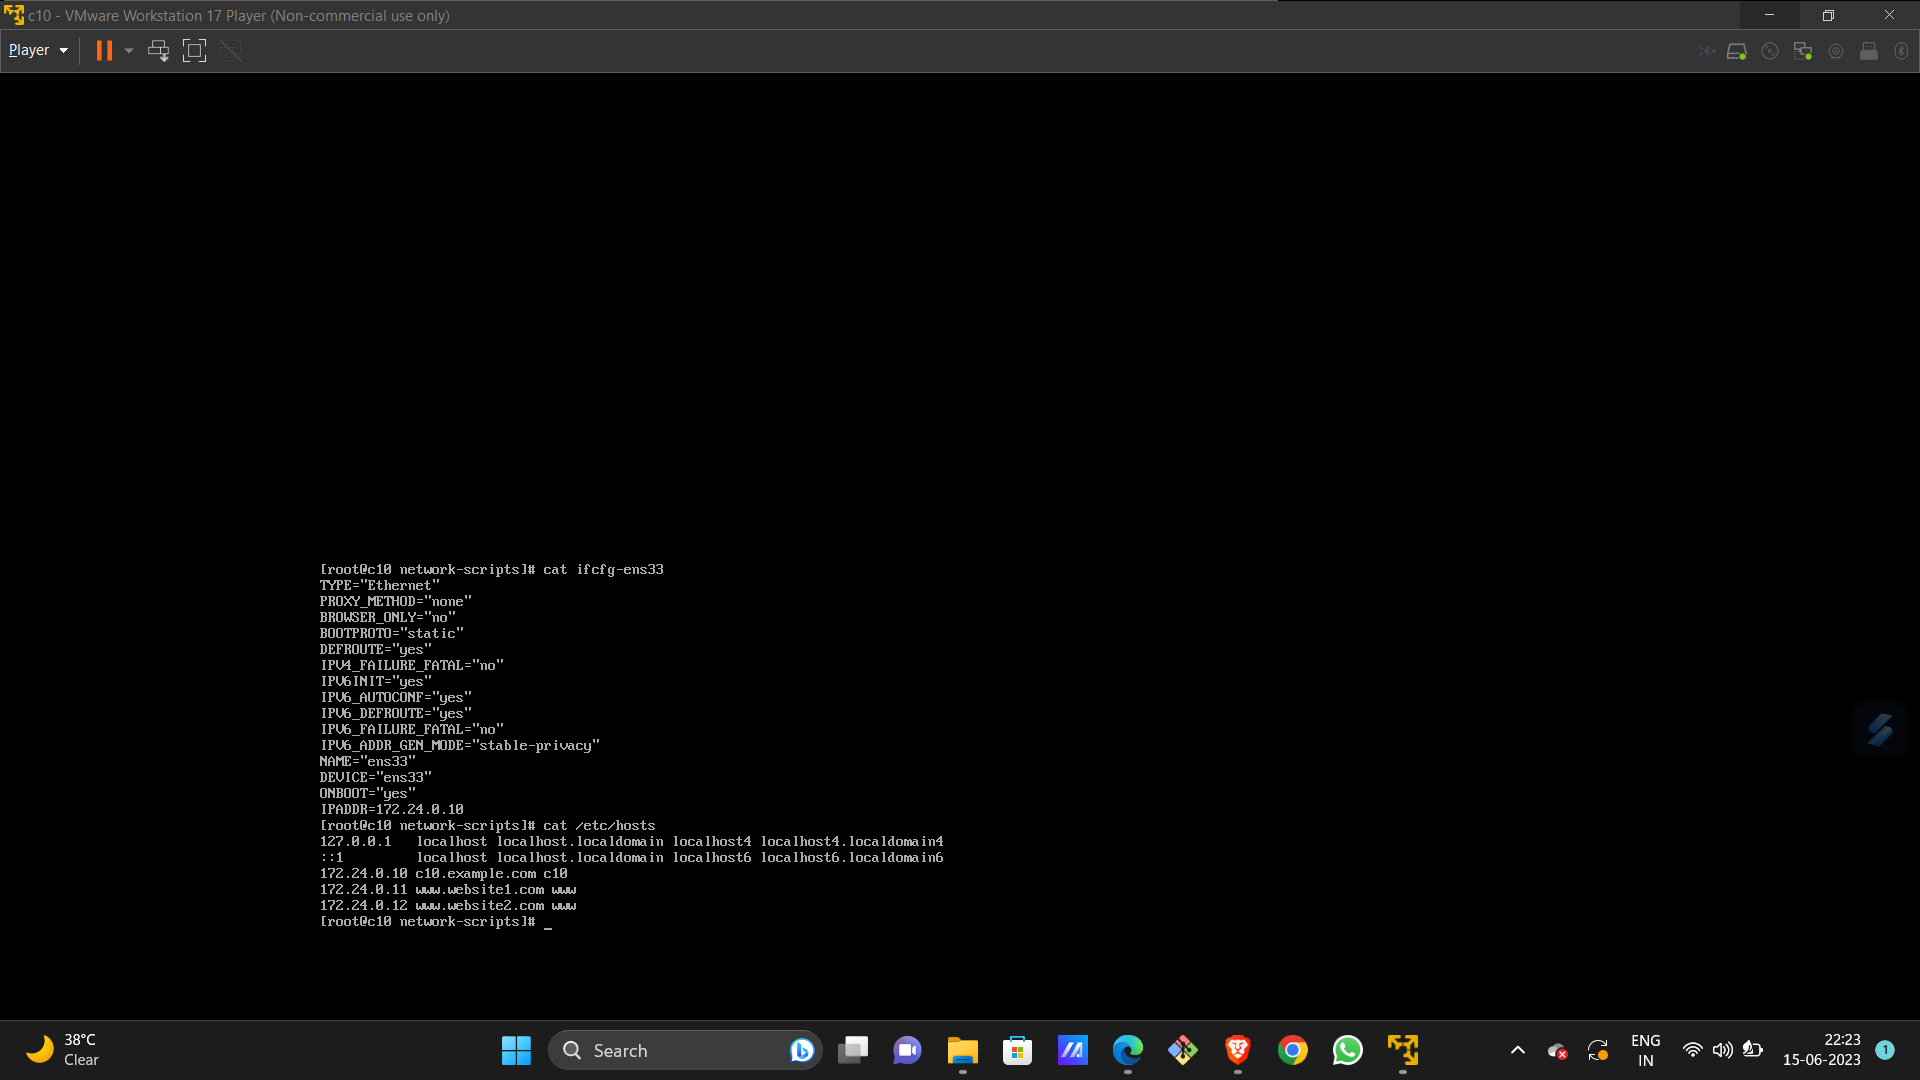 c10 - VMware Workstation 17 Player (Non-commercial use only)
Player
[root@c10 network-scripts]# cat ifcfg-ens33
TYPE="Ethernet"
PROXY_METHOD="none"
BROWSER_ONLY="no"
BOOTPROTO="static"
DEFROUTE="yes"
IPV4_FAILURE_FATAL="no"
IPV6INIT="yes"
IPV6_AUTOCONF="yes"
IPV6_DEFROUTE="yes"
IPV6_FAILURE_FATAL="no"
IPV6_ADDR_GEN_MODE="stable-privacy"
NAME="ens33"
DEVICE="ens33"
ONBOOT="yes"
IPADDR=172.24.0.10
[root@c10 network-scripts]# cat /etc/hosts
127.0.0.1   localhost localhost.localdomain localhost4 localhost4.localdomain4
::1         localhost localhost.localdomain localhost6 localhost6.localdomain6
172.24.0.10 c10.example.com c10
172.24.0.11 www.website1.com www
172.24.0.12 www.website2.com www
[root@c10 network-scripts]# _
38°C
Clear
Search
ENG
IN
22:23
15-06-2023
1